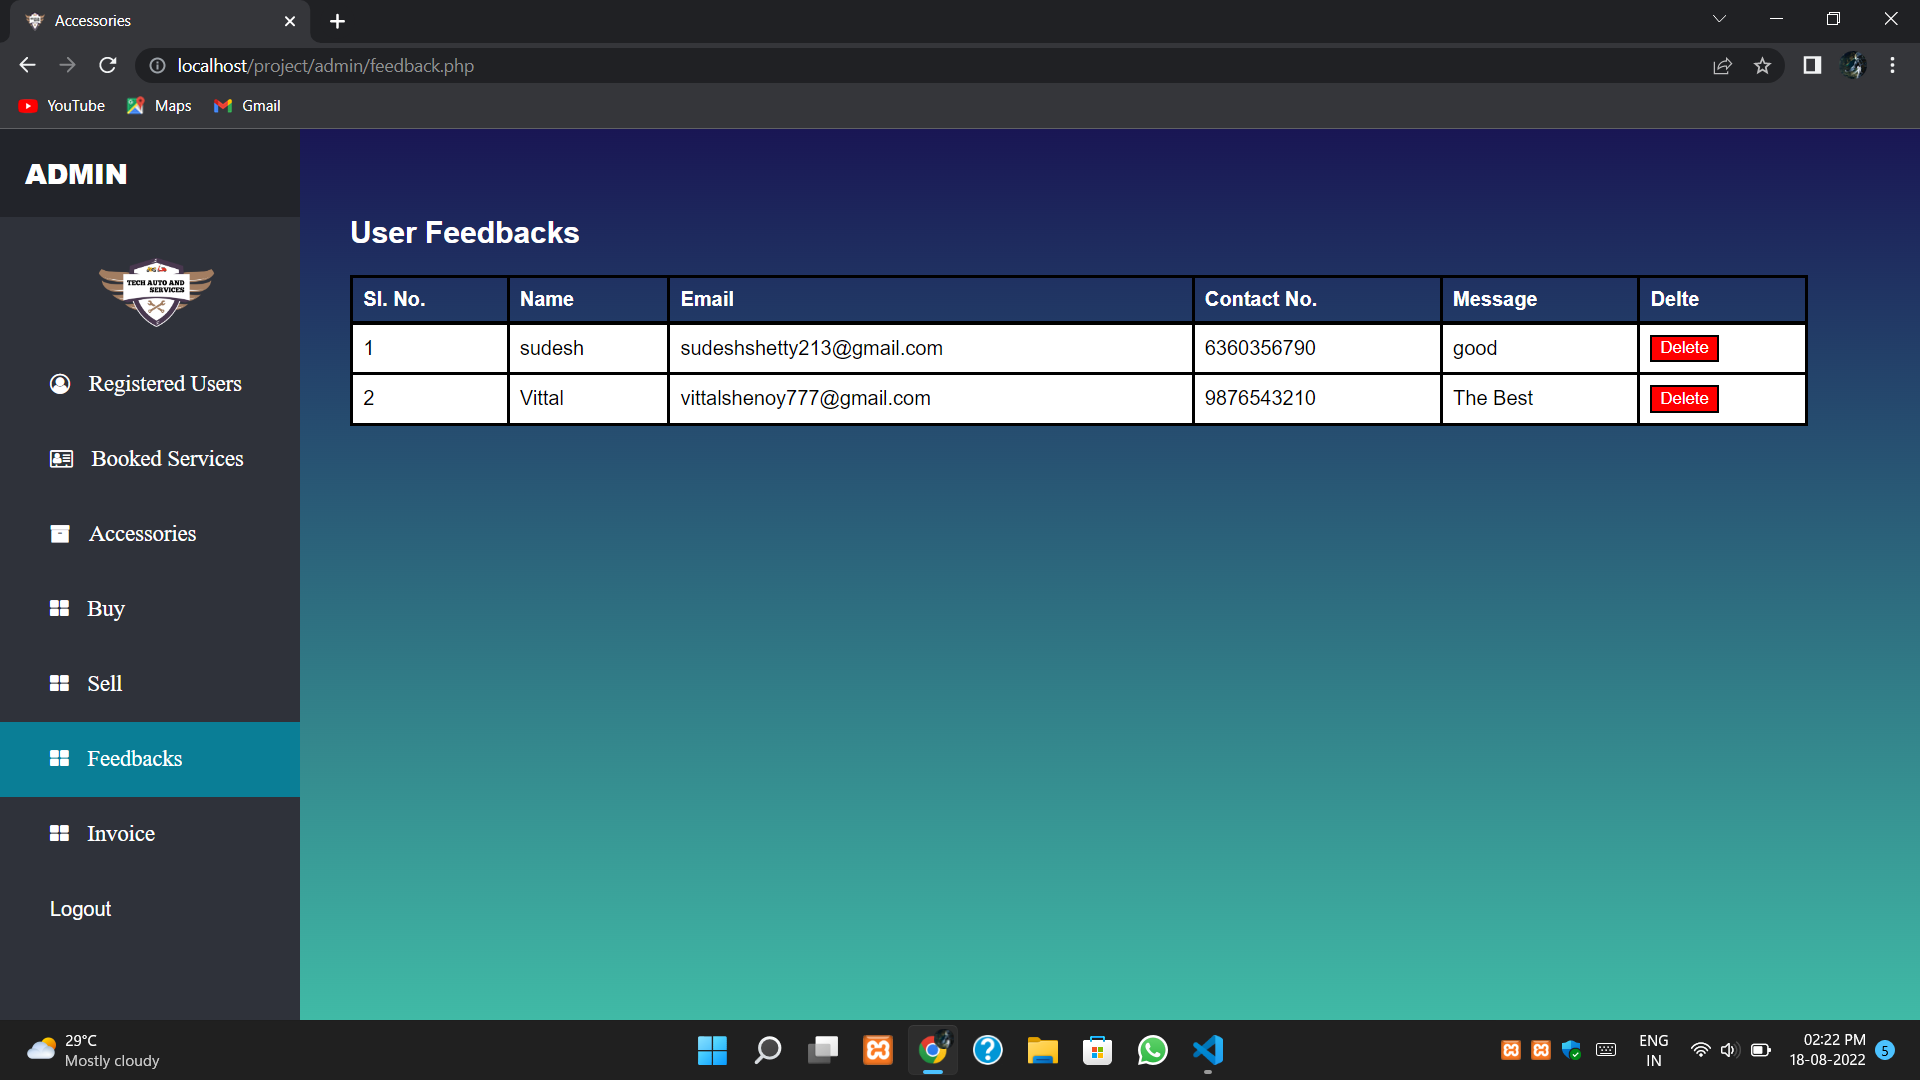 Accessories
localhost/project/admin/feedback.php
YouTube Maps Gmail
ADMIN
TECH AUTO AND
SERVICES
Registered Users
Booked Services
Accessories
Buy
Sell
Feedbacks
Invoice
Logout
User Feedbacks
Sl. No. Name Email Contact No. Message Delte
1 sudesh sudeshshetty213@gmail.com 6360356790 good Delete
2 Vittal vittalshenoy777@gmail.com 9876543210 The Best Delete
29°C
Mostly cloudy
ENG
IN
02:22 PM
18-08-2022
5